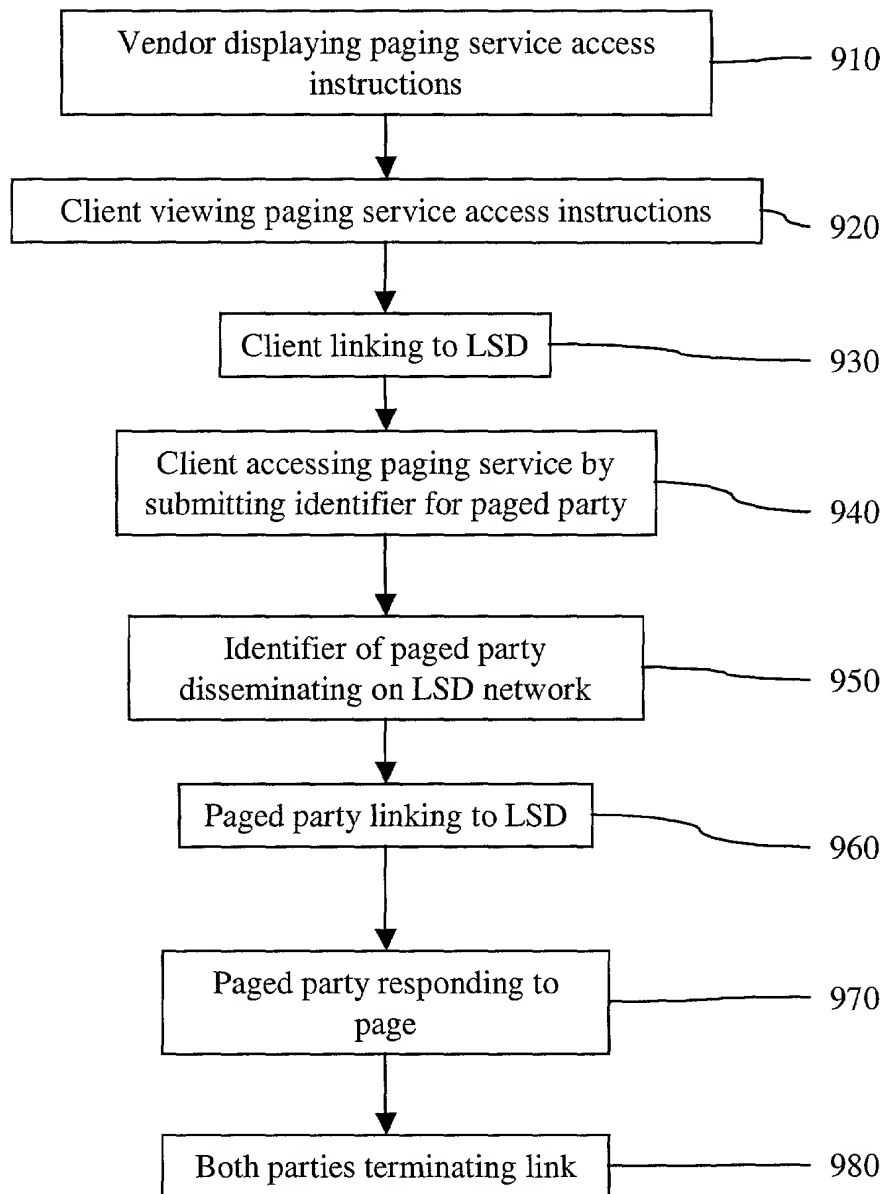 Vendor displaying paging service access
instructions
910
Client viewing paging service access instructions
920
Client linking to LSD
930
Client accessing paging service by
submitting identifier for paged party
940
Identifier of paged party
disseminating on LSD network
950
Paged party linking to LSD
960
Paged party responding to
page
970
Both parties terminating link
980